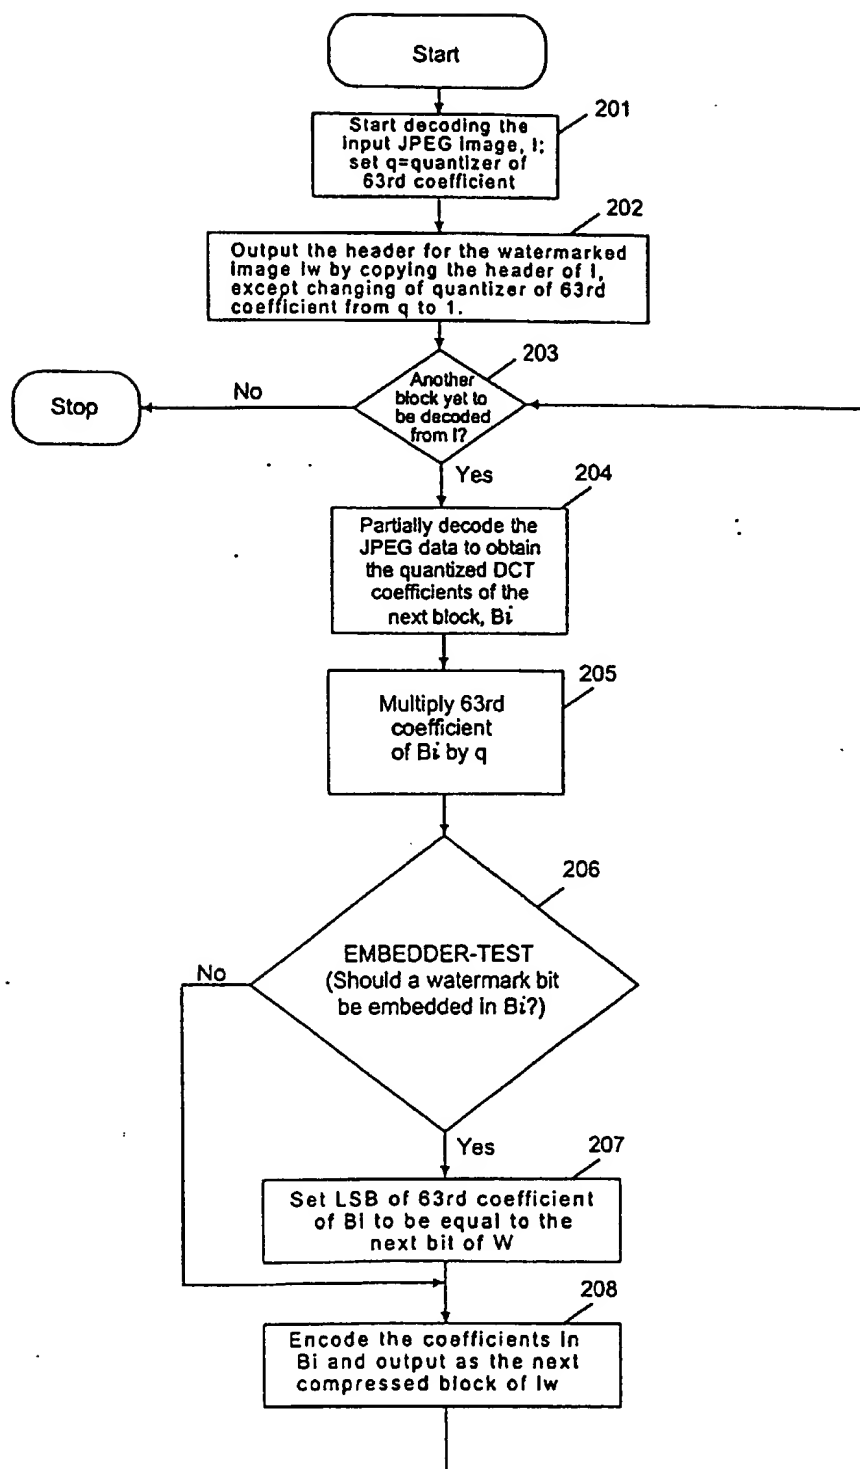 Start
201
Start decoding the
input JPEG image, I;
set q=quantizer of
63rd coefficient
202
Output the header for the watermarked
image Iw by copying the header of I,
except changing of quantizer of 63rd
coefficient from q to 1.
203
Another
block yet to
be decoded
from I?
No
Stop
Yes
204
Partially decode the
JPEG data to obtain
the quantized DCT
coefficients of the
next block, Bi
205
Multiply 63rd
coefficient
of Bi by q
206
EMBEDDER-TEST
(Should a watermark bit
be embedded in Bi?)
No
Yes
207
Set LSB of 63rd coefficient
of Bi to be equal to the
next bit of W
208
Encode the coefficients in
Bi and output as the next
compressed block of Iw